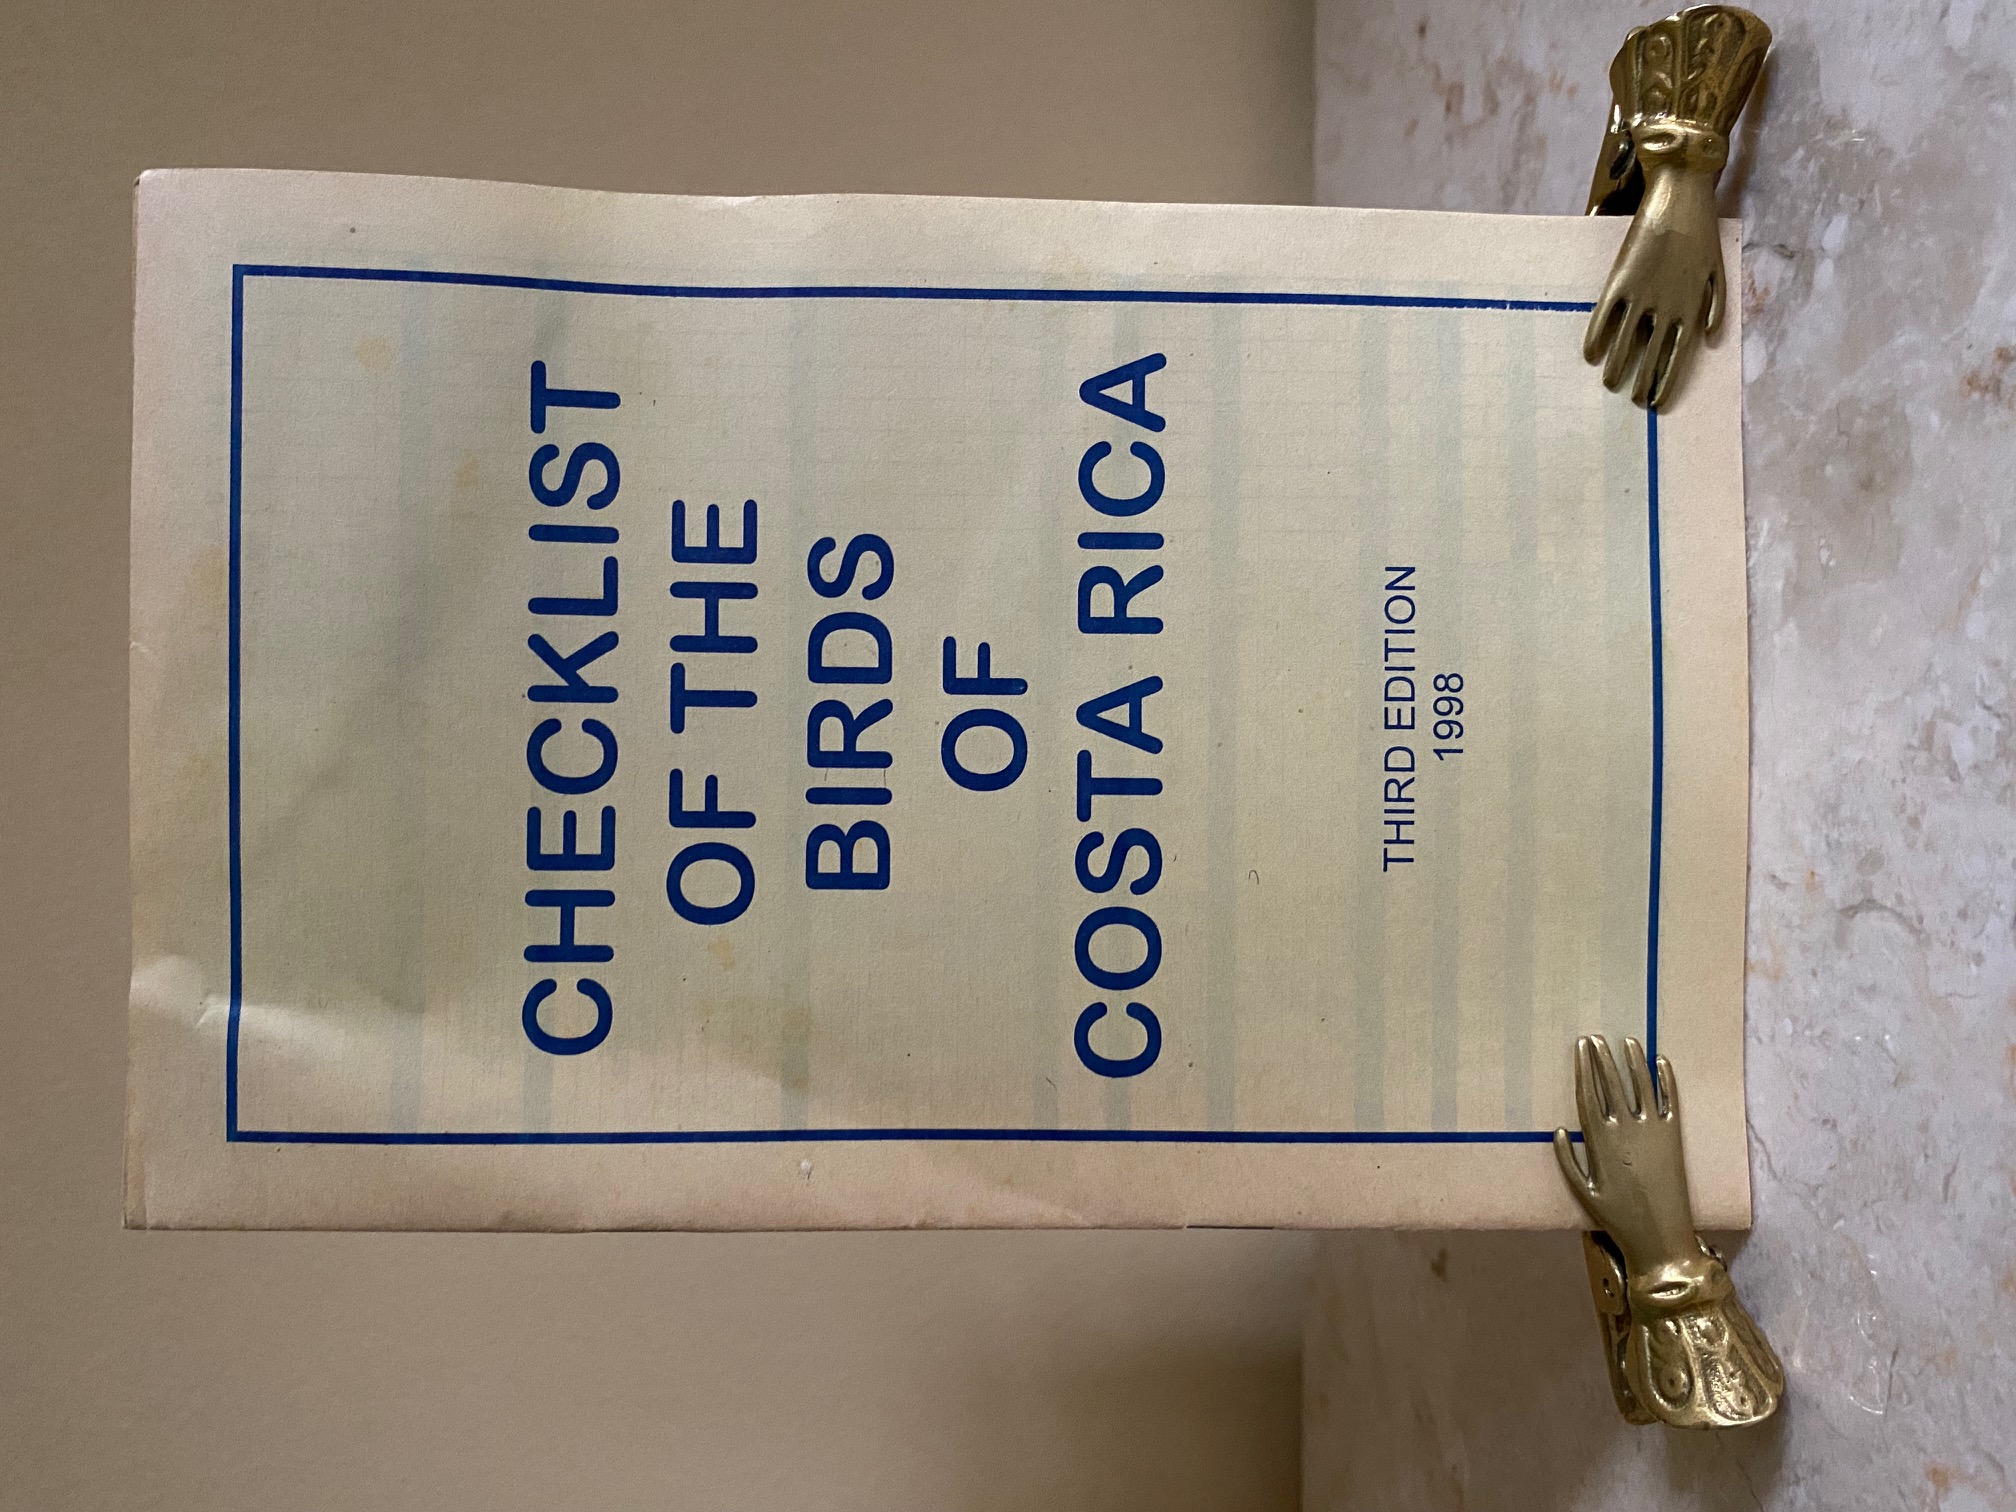 CHECKLIST
OF THE
BIRDS
OF
COSTA RICA
THIRD EDITION
1998